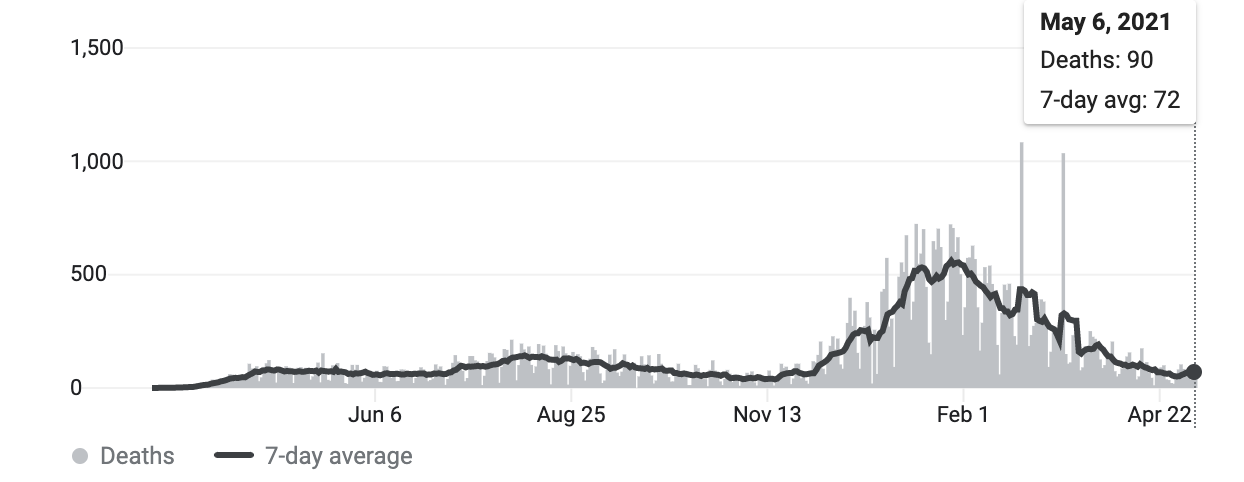 May 6, 2021
Deaths: 90
7-day avg: 72
1,500
1,000
500
0
Jun 6 Aug 25 Nov 13 Feb 1 Apr 22
Deaths 7-day average